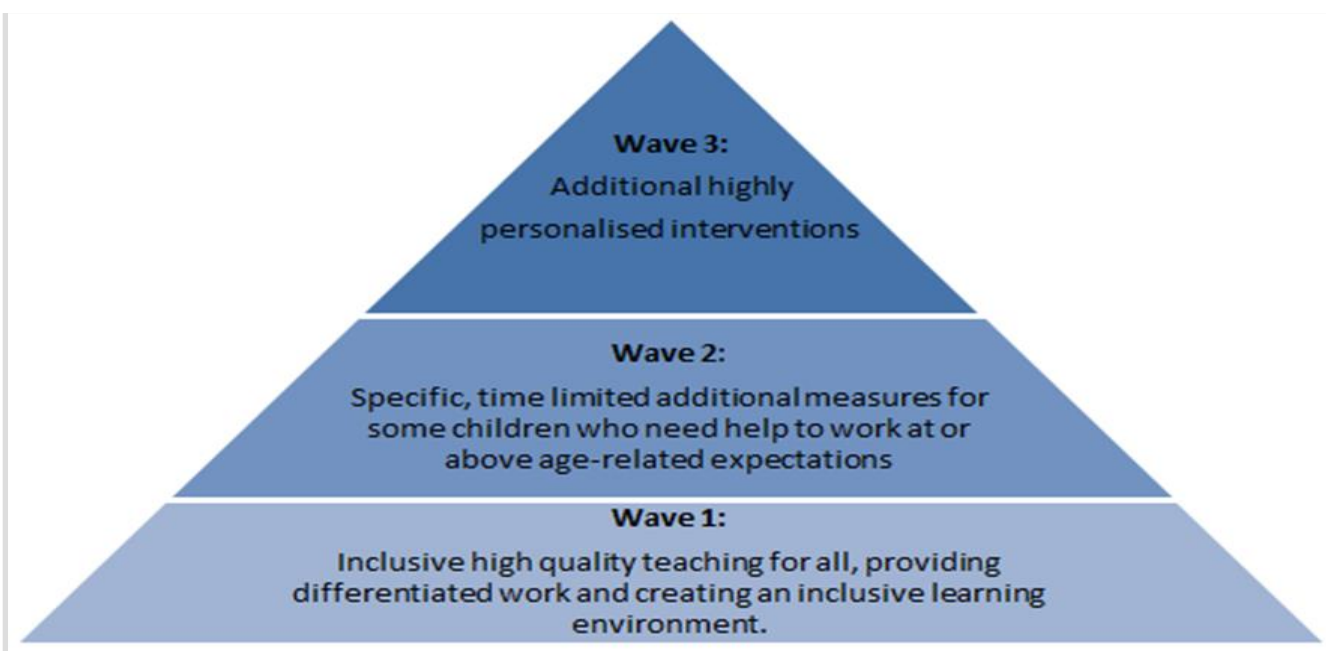 Wave 3:
Additional highly
personalised interventions
Wave 2:
Specific, time limited additional measures for
some children who need help to work at or
above age-related expectations
Wave 1:
Inclusive high quality teaching for all, providing
differentiated work and creating an inclusive learning
environment.